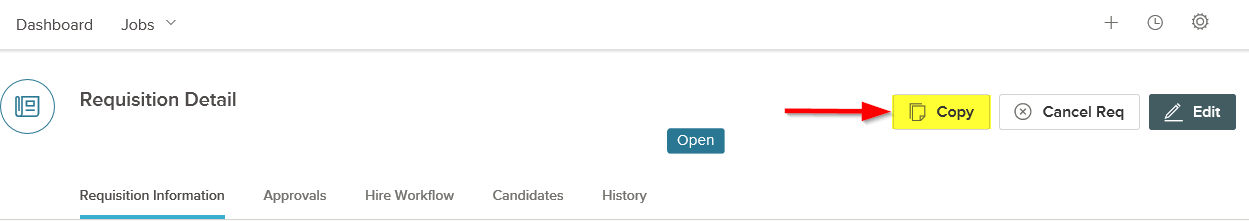 Dashboard Jobs
Requisition Detail
Copy Cancel Req Edit
Open
Requisition Information Approvals Hire Workflow Candidates History